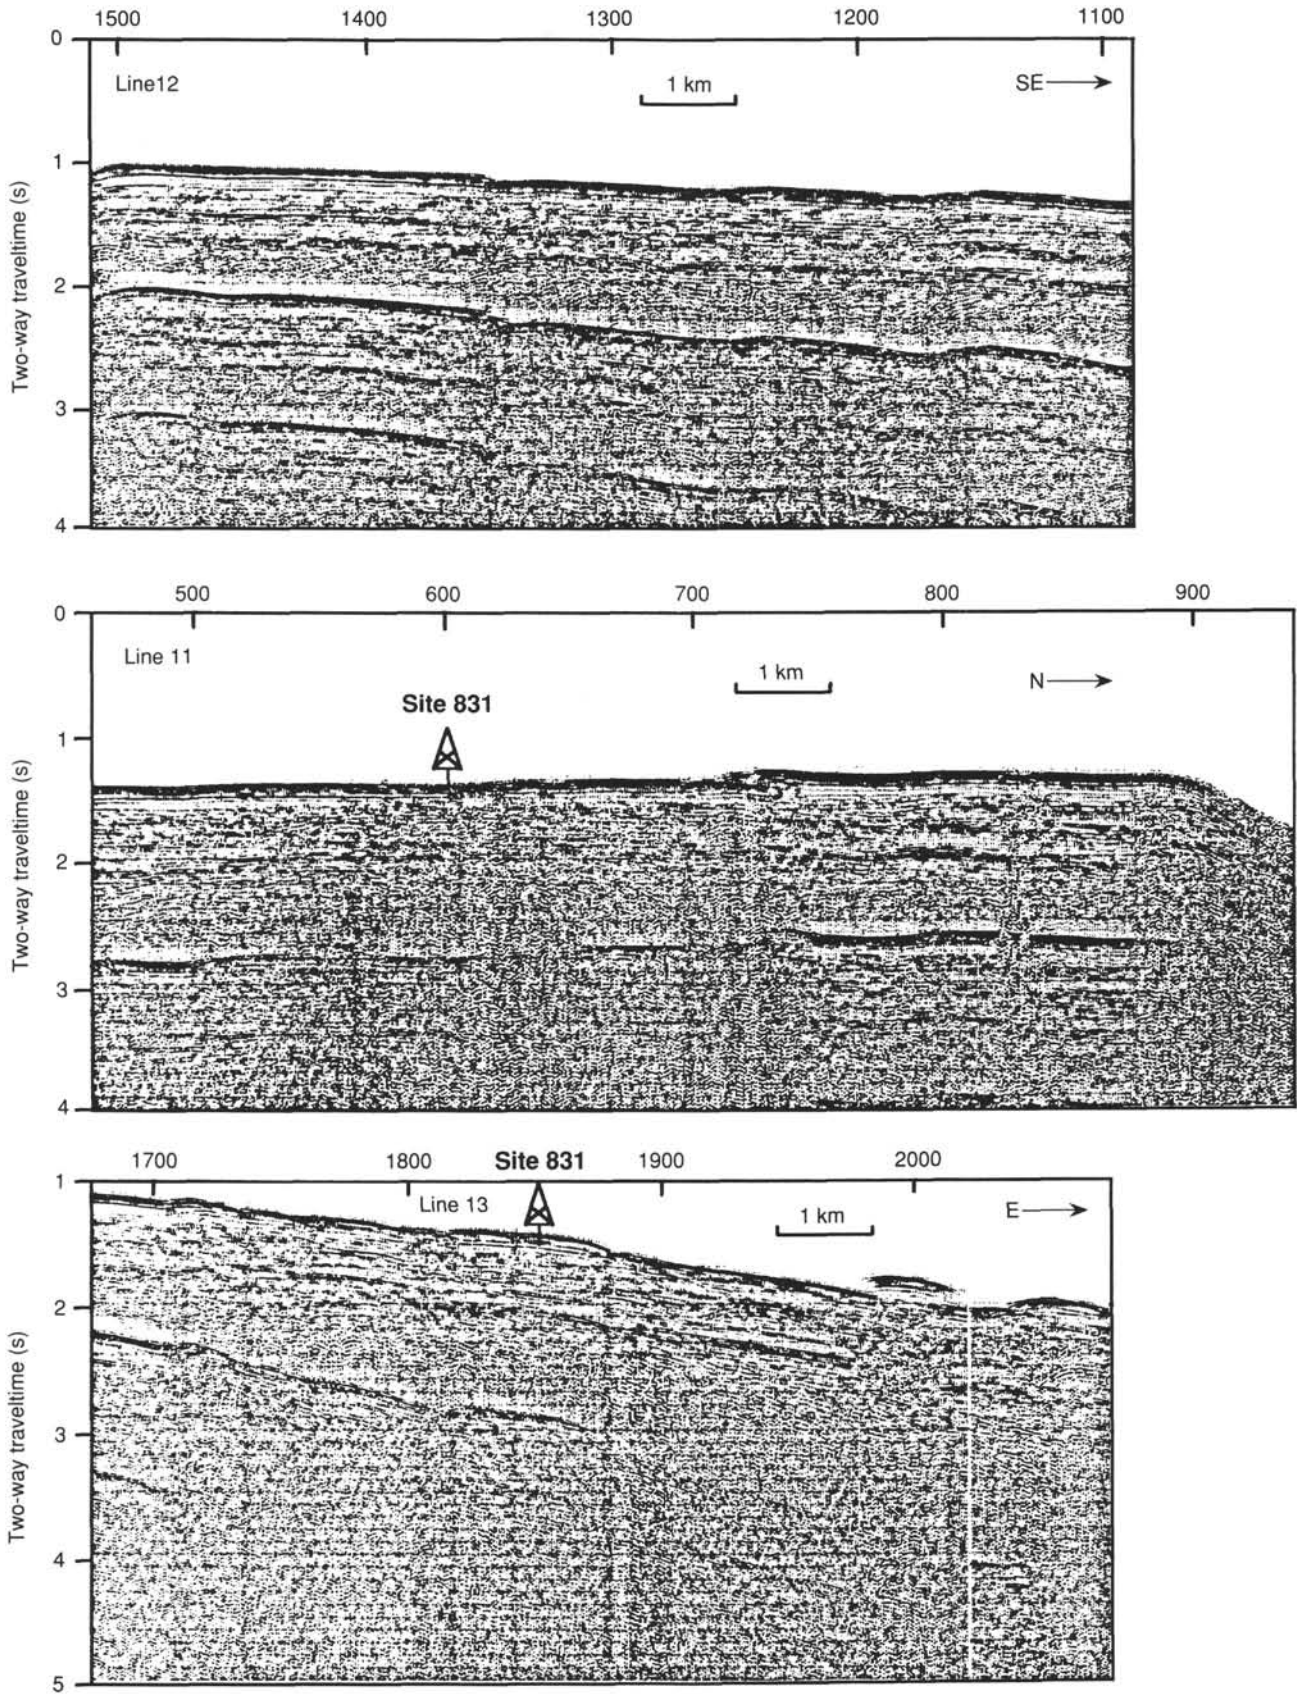 1500 1400 1300 1200 1100
0
Line12
1 km
SE
1
2
3
4
Two-way traveltime (s)
500 600 700 800 900
0
Line 11
1 km
N
Site 831
1
2
3
4
Two-way traveltime (s)
1700 1800 Site 831 1900 2000
1
Line 13
1 km
E
2
3
4
5
Two-way traveltime (s)